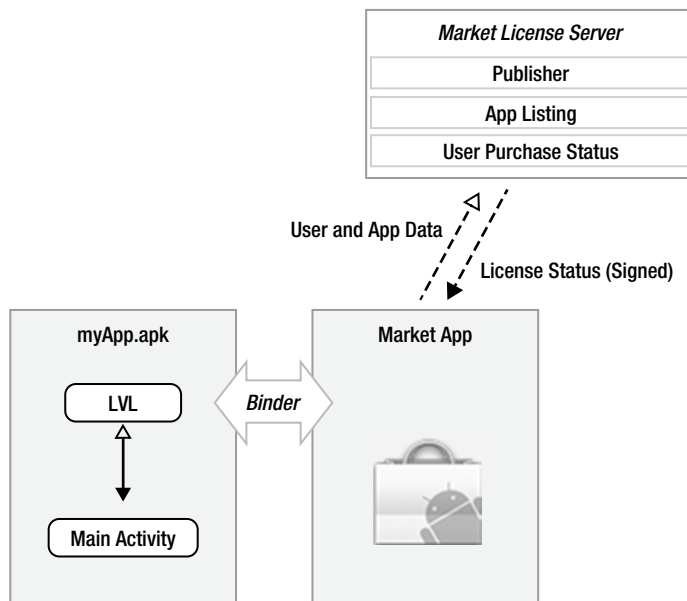 Market License Server
Publisher
App Listing
User Purchase Status
User and App Data
License Status (Signed)
myApp.apk
Market App
LVL
Binder
Main Activity